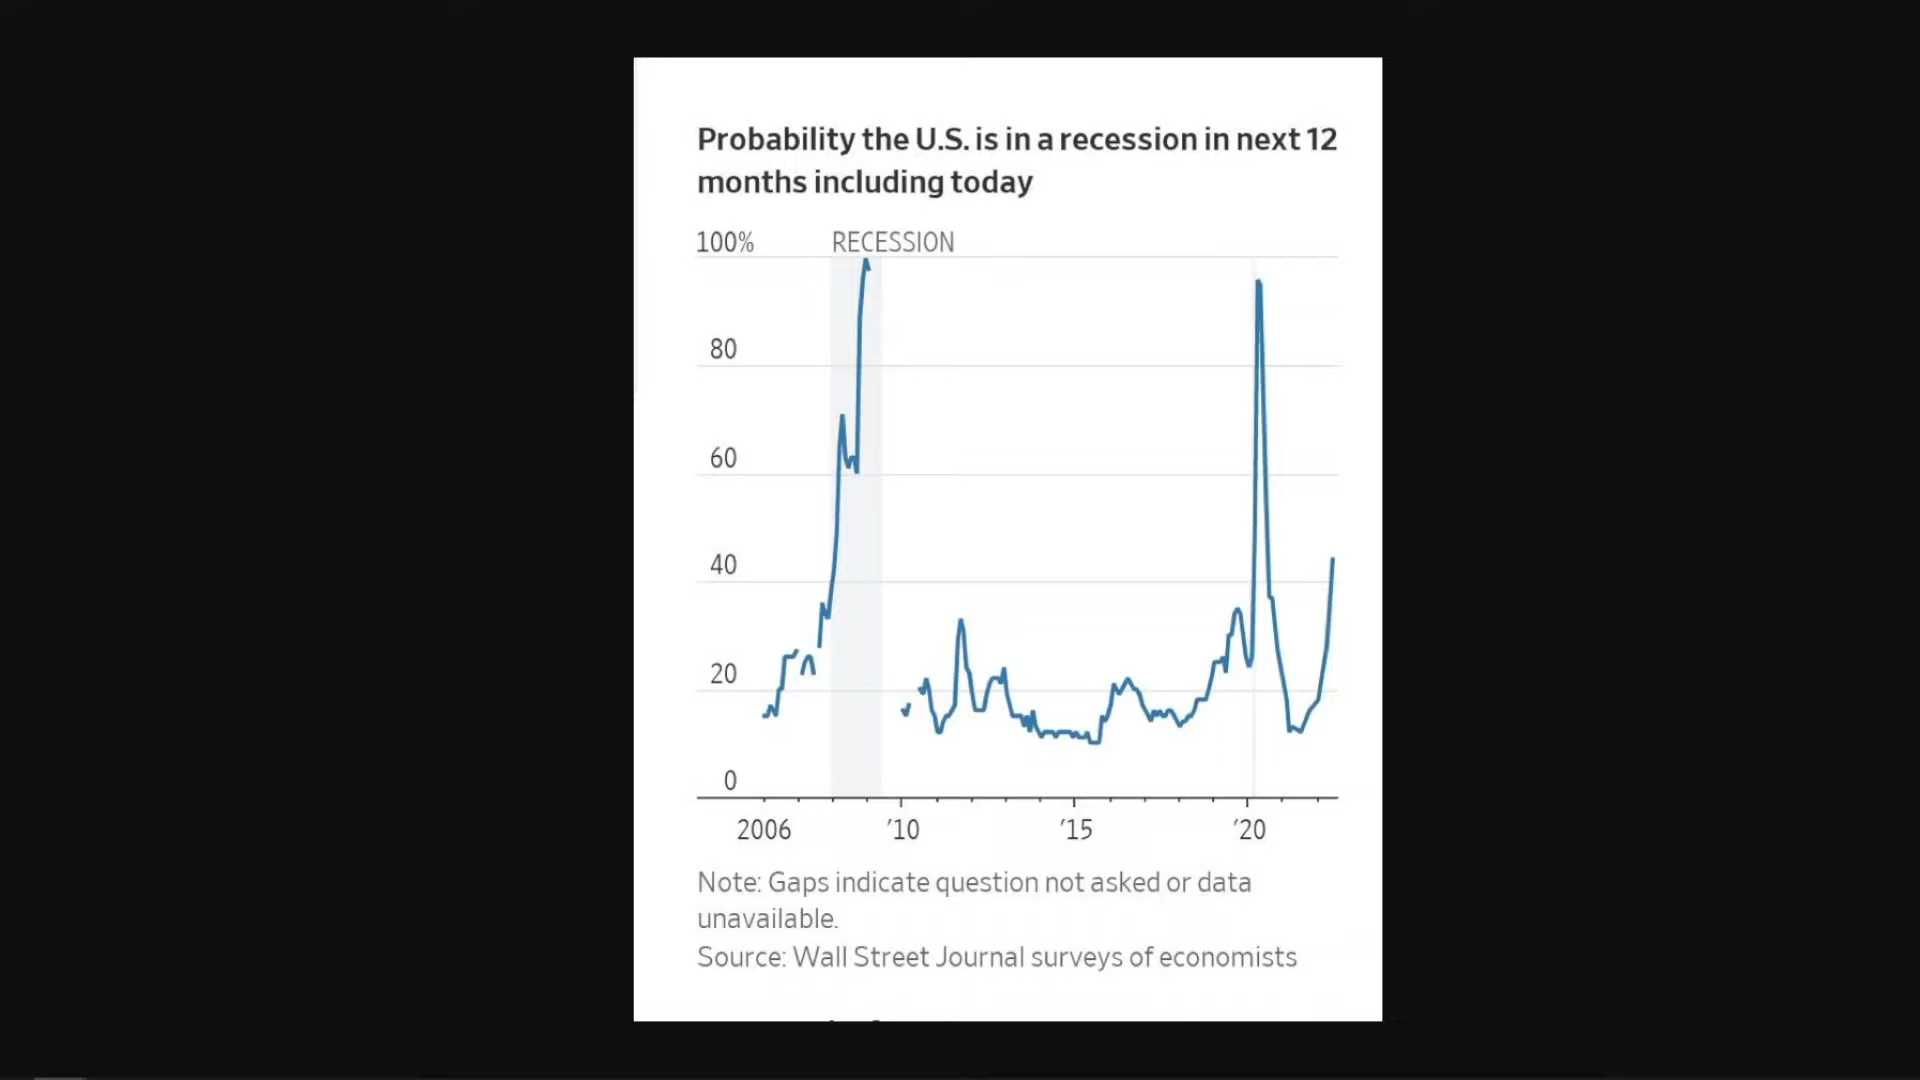 Probability the U.S. is in a recession in next 12
months including today
100% RECESSION
80
60
40
20
0
2006 '10 '15 '20
Note: Gaps indicate question not asked or data
unavailable.
Source: Wall Street Journal surveys of economists